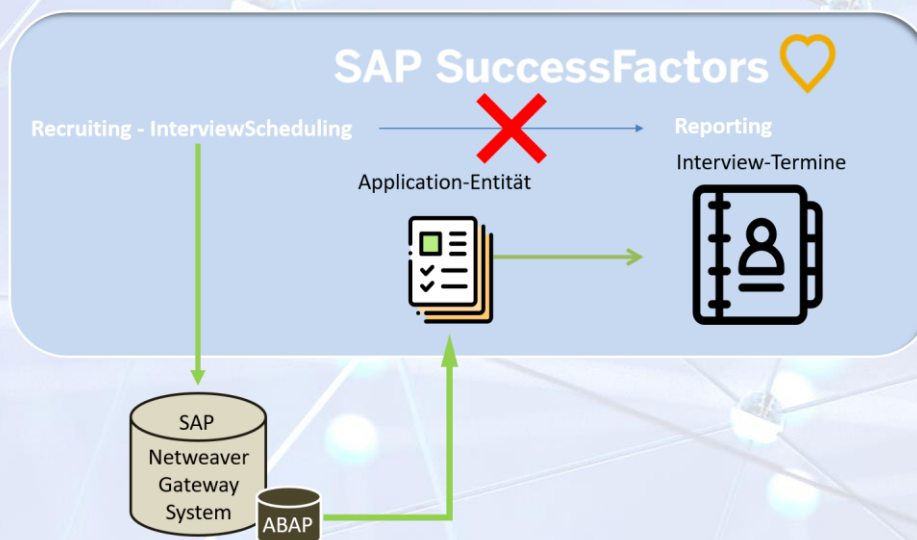 SAP SuccessFactors
Recruiting - InterviewScheduling
Reporting
Application-Entität
Interview-Termine
SAP
Netweaver
Gateway
System
ABAP